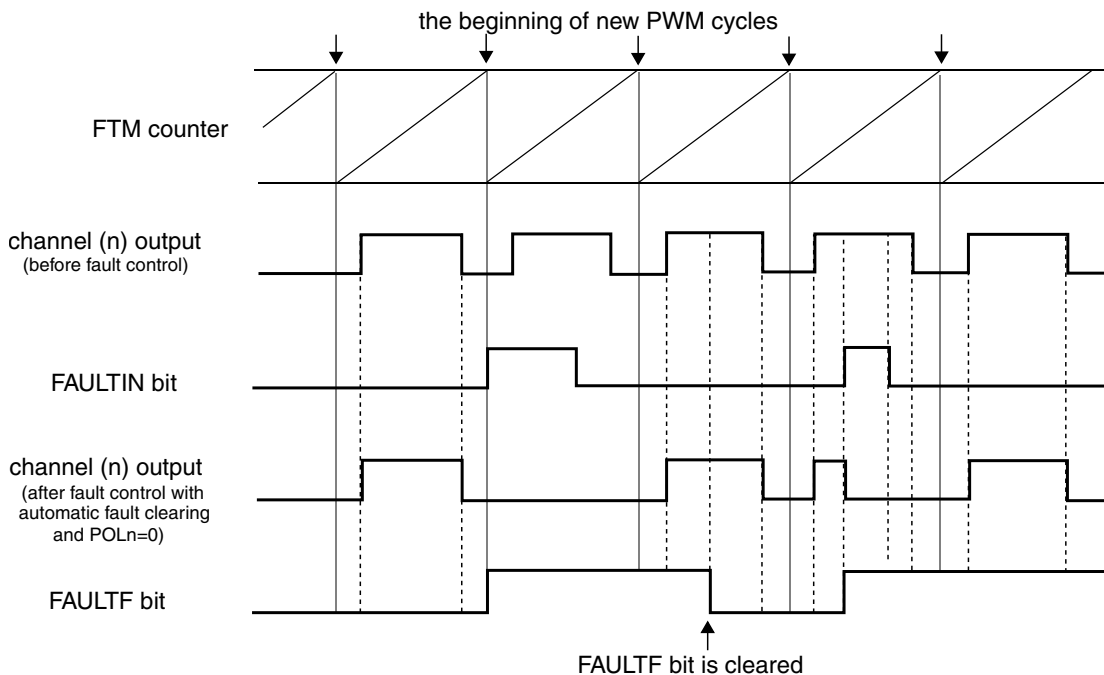 the beginning of new PWM cycles
FTM counter
channel (n) output
(before fault control)
FAULTIN bit
channel (n) output
(after fault control with
automatic fault clearing
and POLn=0)
FAULTF bit
FAULTF bit is cleared